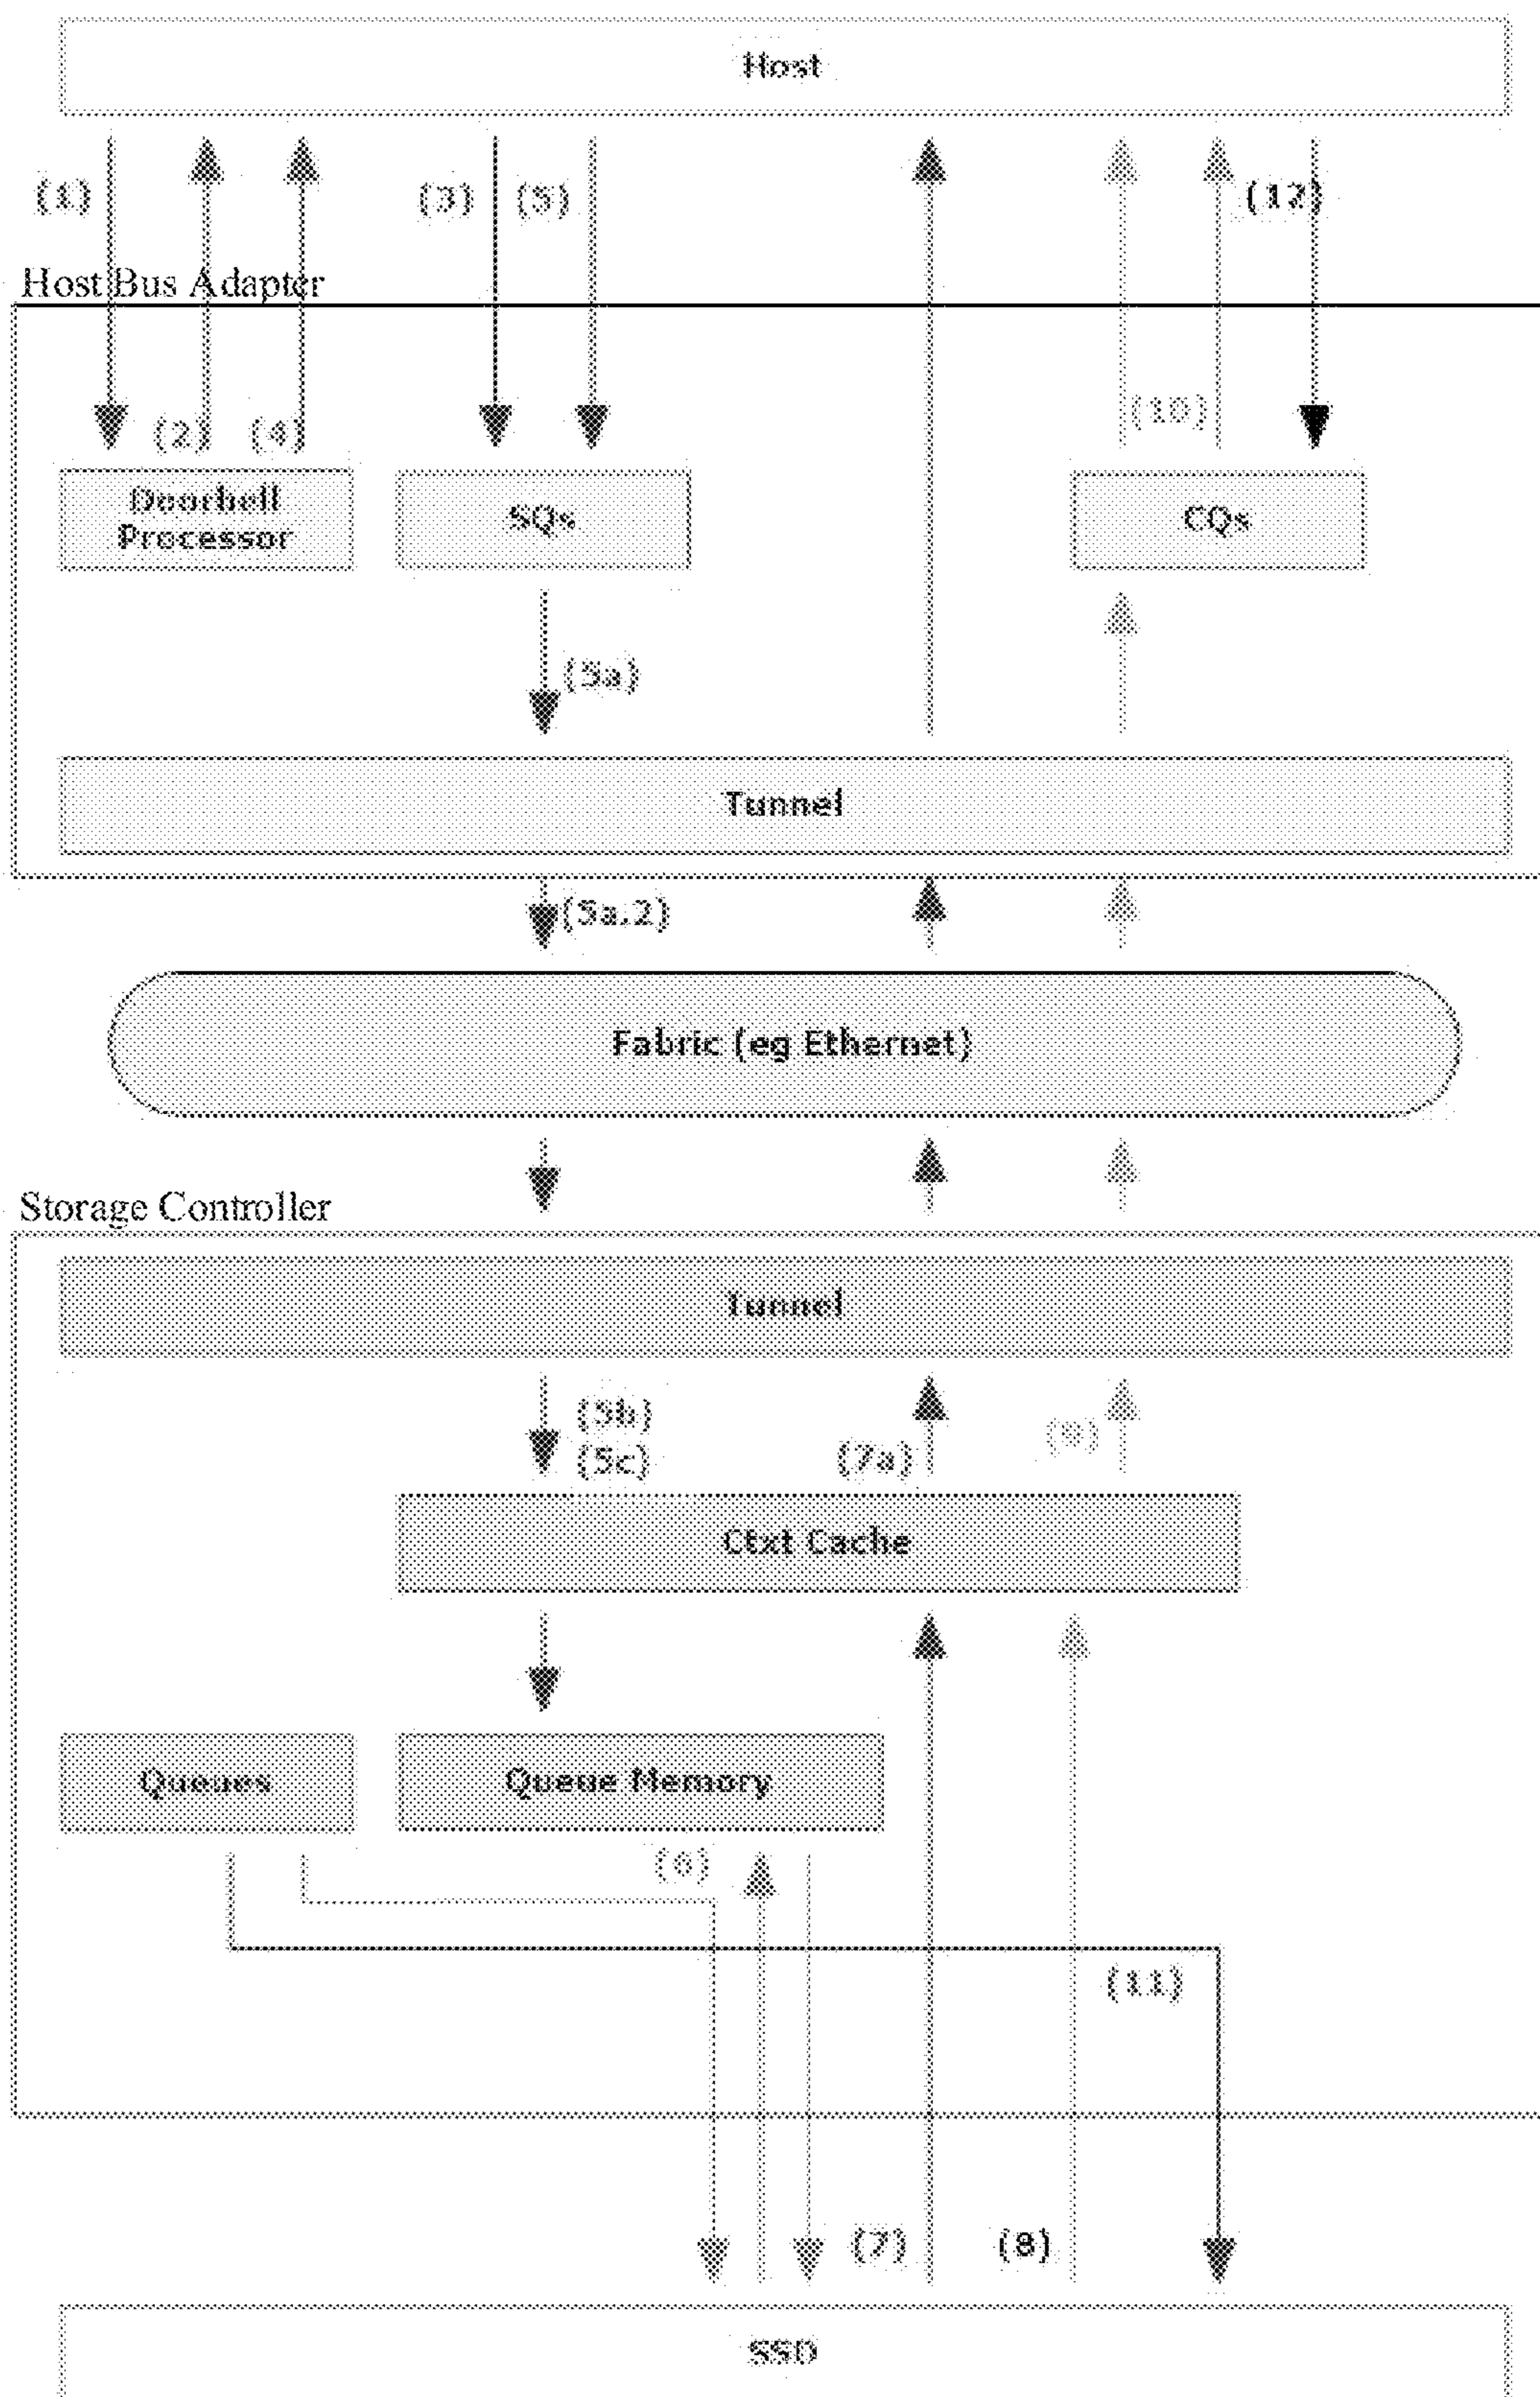 Host
(1)
(3)
(5)
(12)
Host Bus Adapter
(2)
(4)
(10)
Doorbell
Processor
SQs
CQs
(5a)
Tunnel
(5a.2)
Fabric (eg Ethernet)
Storage Controller
Tunnel
(5b)
(5c)
(7a)
(9)
Ctxt Cache
Queues
Queue Memory
(6)
(11)
(7)
(8)
SSD